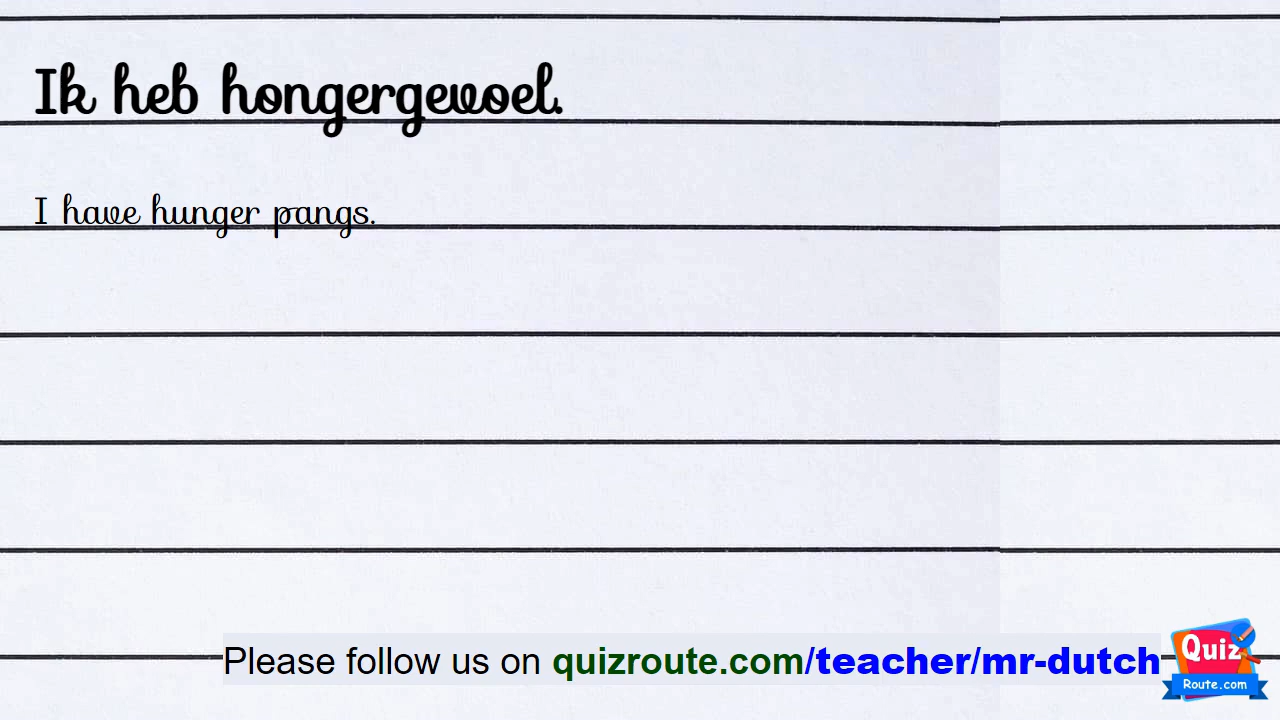 Ik heb hongergevoel.
I have hunger pangs.
Please follow us on quizroute.com/teacher/mr-dutch
Quiz
Route.com